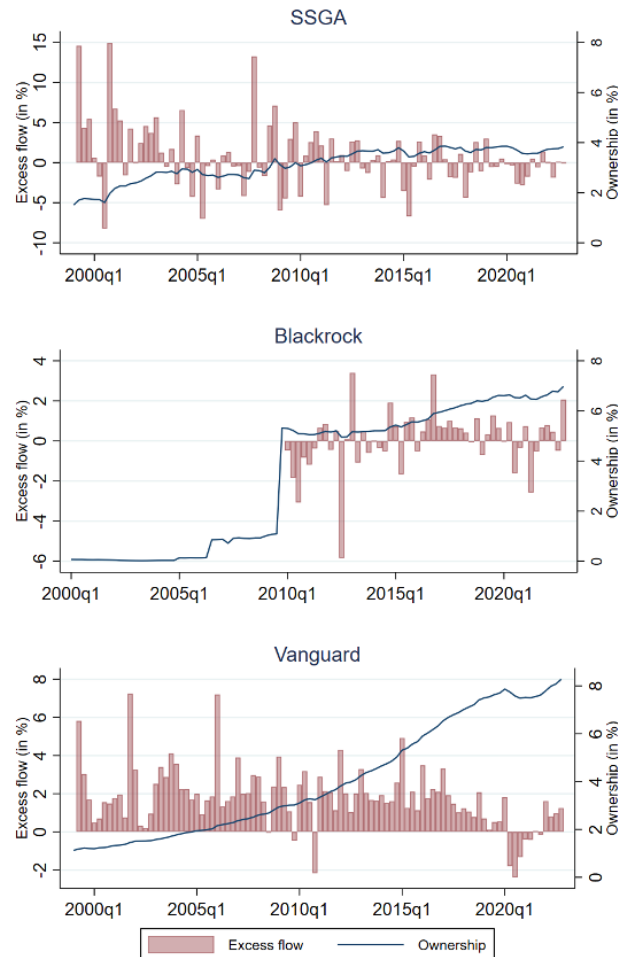 SSGA
Excess flow (in %)
15
10
5
0
-5
-10
Ownership (in %)
8
6
4
2
0
2000q1 2005q1 2010q1 2015q1 2020q1
Blackrock
Excess flow (in %)
4
2
0
-2
-4
-6
Ownership (in %)
8
6
4
2
0
2000q1 2005q1 2010q1 2015q1 2020q1
Vanguard
Excess flow (in %)
8
6
4
2
0
-2
Ownership (in %)
8
6
4
2
0
2000q1 2005q1 2010q1 2015q1 2020q1
Excess flow Ownership